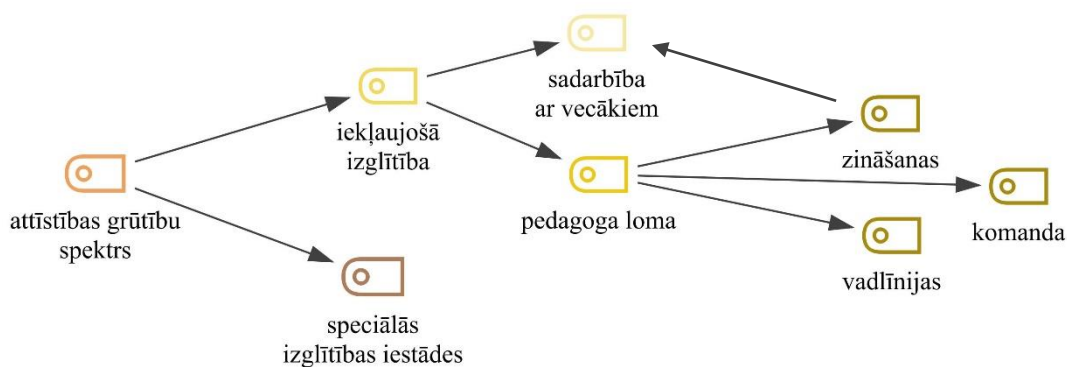 sadarbība
ar vecākiem
iekļaujošā
izglītība
zināšanas
attīstības grūtību
spektrs
pedagoga loma
komanda
vadlīnijas
speciālās
izglītības iestādes